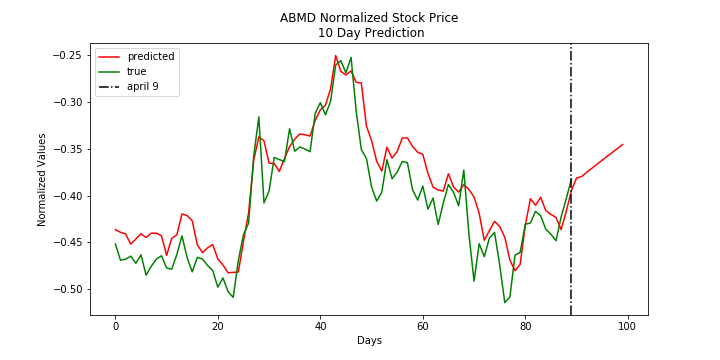 ABMD Normalized Stock Price
10 Day Prediction
predicted
true
april 9
Normalized Values
−0.25
−0.30
−0.35
−0.40
−0.45
−0.50
0 20 40 60 80 100
Days